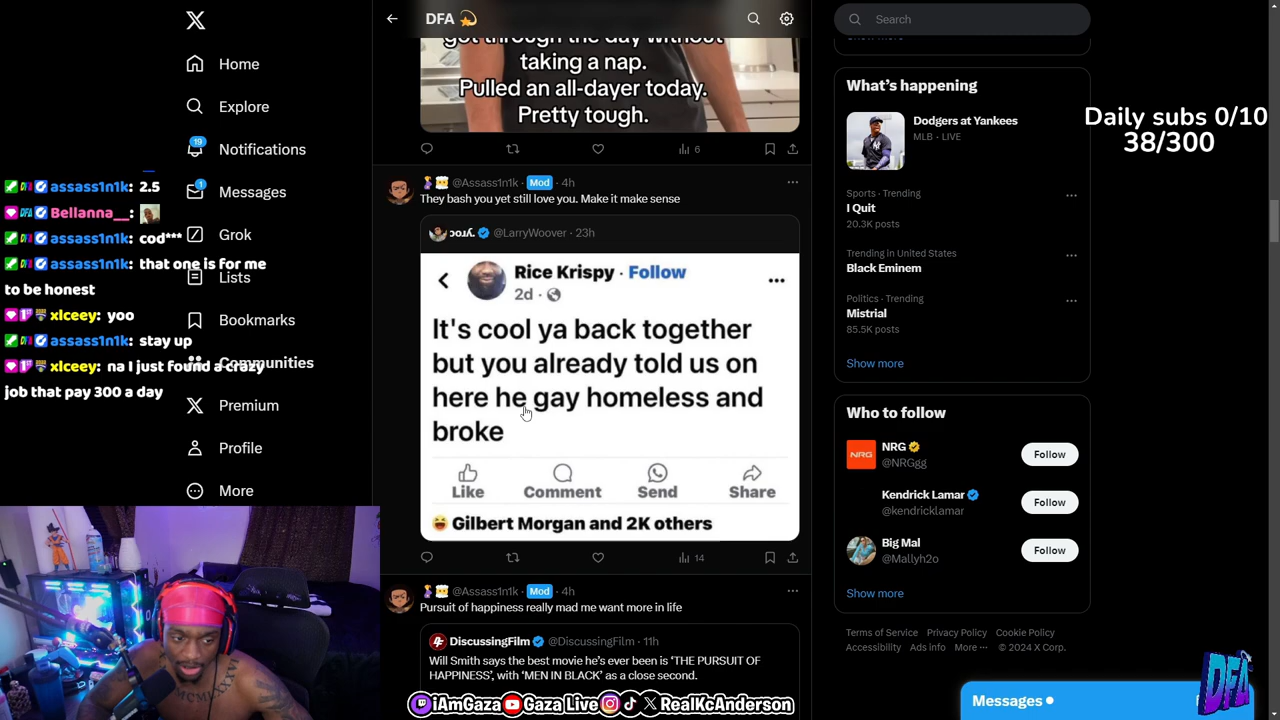 DFA
got through the day without
taking a nap.
Pulled an all-dayer today.
Pretty tough.
6
Home
Explore
19
Notifications
1
Messages
Grok
Lists
Bookmarks
Communities
Premium
Profile
More
assass1n1k: 2.5
Bellanna__:
assass1n1k: cod***
assass1n1k: that one is for me
to be honest
xlceey: yoo
assass1n1k: stay up
xlceey: na I just found a crazy
job that pay 300 a day
@Assass1n1k Mod · 4h
They bash you yet still love you. Make it make sense
@LarryWoover · 23h
Rice Krispy · Follow
2d ·
It's cool ya back together
but you already told us on
here he gay homeless and
broke
Like
Comment
Send
Share
Gilbert Morgan and 2K others
14
@Assass1n1k Mod · 4h
Pursuit of happiness really mad me want more in life
DiscussingFilm @DiscussingFilm · 11h
Will Smith says the best movie he's ever been is 'THE PURSUIT OF
HAPPINESS', with 'MEN IN BLACK' as a close second.
iAmGaza Gaza Live RealKcAnderson
Search
What's happening
Dodgers at Yankees
MLB · LIVE
Sports · Trending
I Quit
20.3K posts
Trending in United States
Black Eminem
Politics · Trending
Mistrial
85.5K posts
Show more
Who to follow
NRG
@NRGgg
Follow
Kendrick Lamar
@kendricklamar
Follow
Big Mal
@Mallyh2o
Follow
Show more
Terms of Service Privacy Policy Cookie Policy
Accessibility Ads info More ··· © 2024 X Corp.
Daily subs 0/10
38/300
Messages
DFA